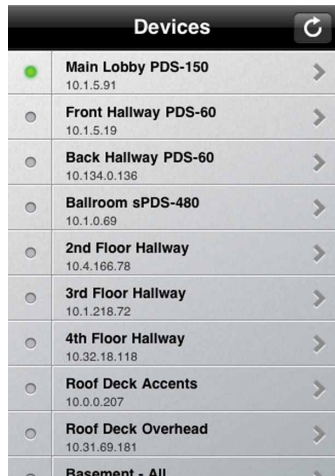 Devices
Main Lobby PDS-150
10.1.5.91
Front Hallway PDS-60
10.1.5.19
Back Hallway PDS-60
10.134.0.136
Ballroom sPDS-480
10.1.0.69
2nd Floor Hallway
10.4.166.78
3rd Floor Hallway
10.1.218.72
4th Floor Hallway
10.32.18.118
Roof Deck Accents
10.0.0.207
Roof Deck Overhead
10.31.69.181
Basement - All